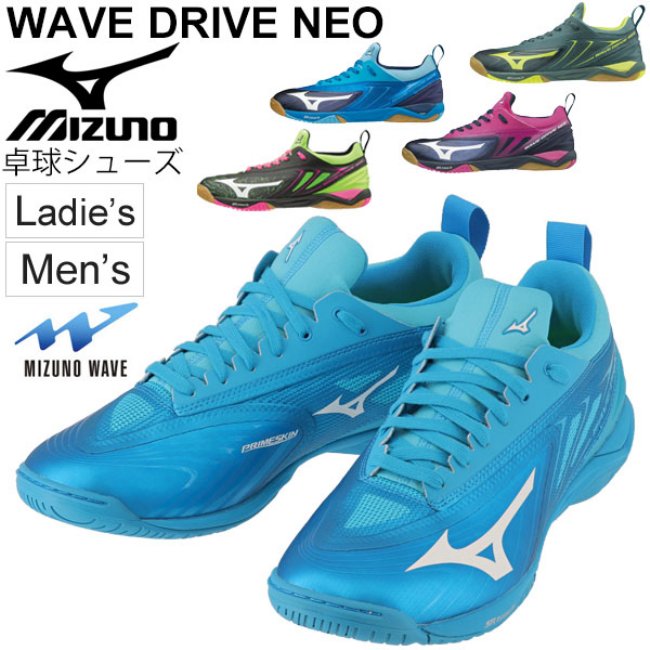 WAVE DRIVE NEO
MIZUNO
卓球シューズ
Ladie's
Men's
MIZUNO WAVE
PRIMESKIN